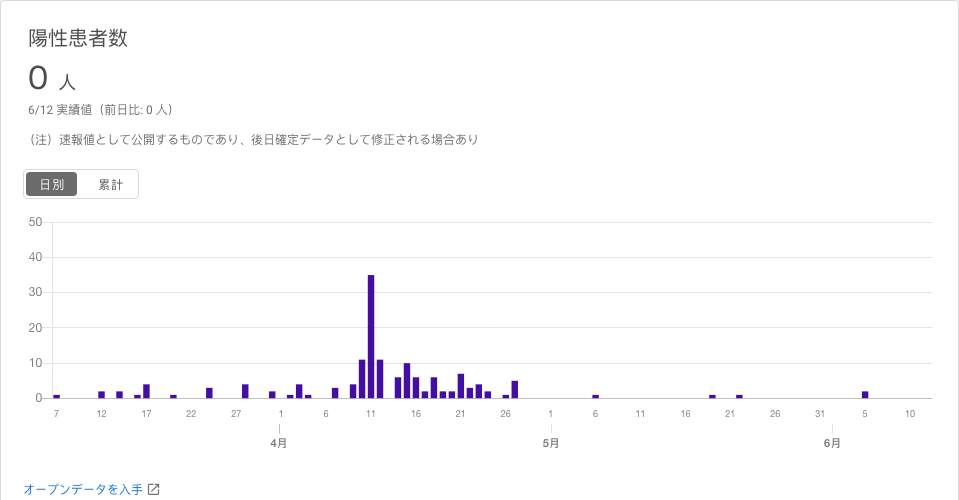 陽性患者数
0 人
6/12 実績値（前日比: 0 人）
（注）速報値として公開するものであり、後日確定データとして修正される場合あり
日別 累計
50
40
30
20
10
0
7 12 17 22 27 1 6 11 16 21 26 1 6 11 16 21 26 31 5 10
4月 5月 6月
オープンデータを入手